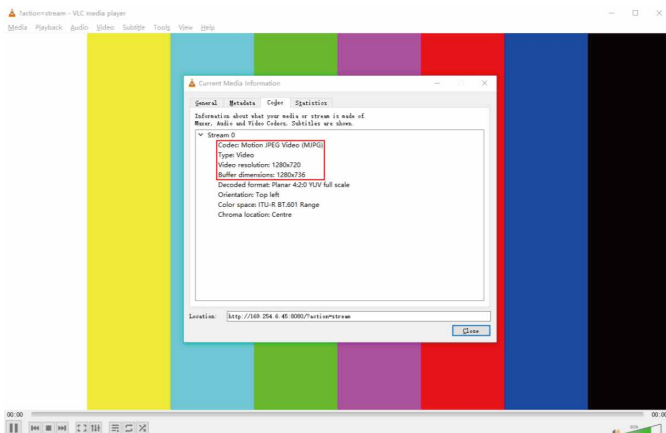 ?action=stream - VLC media player
Media Playback Audio Video Subtitle Tools View Help
Current Media Information
General Metadata Codec Statistics
Information about what your media or stream is made of.
Muxer, Audio and Video Codecs, Subtitles are shown.
Stream 0
Codec: Motion JPEG Video (MJPG)
Type: Video
Video resolution: 1280x720
Buffer dimensions: 1280x736
Decoded format: Planar 4:2:0 YUV full scale
Orientation: Top left
Color space: ITU-R BT.601 Range
Chroma location: Centre
Location: http://169.254.6.45:8080/?action=stream
Close
00:00 00:00